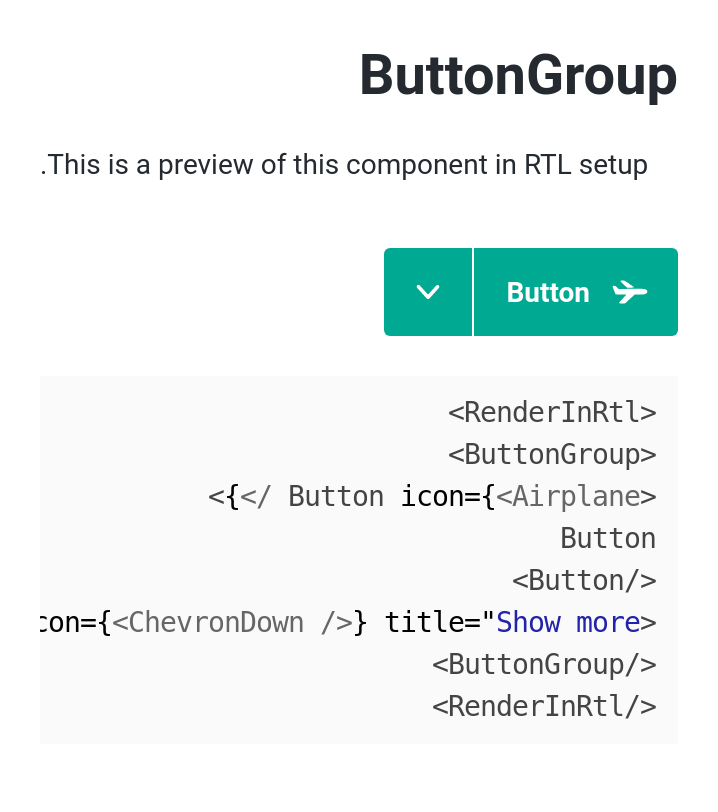 ButtonGroup
.This is a preview of this component in RTL setup
Button
<RenderInRtl>
<ButtonGroup>
<{</ Button icon={<Airplane>
Button
<Button/>
con={<ChevronDown />} title="Show more>
<ButtonGroup/>
<RenderInRtl/>